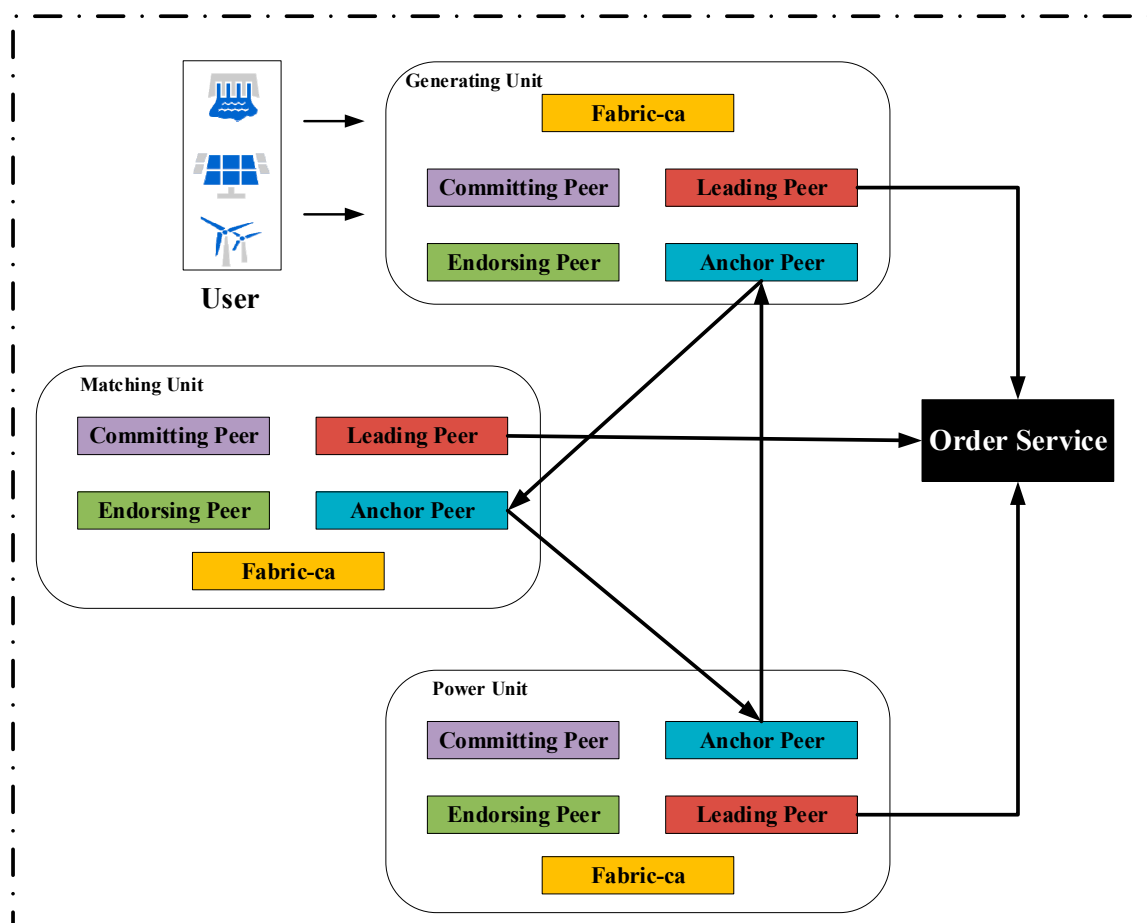 Generating Unit
Fabric-ca
Committing Peer
Leading Peer
Endorsing Peer
Anchor Peer
User
Matching Unit
Committing Peer
Leading Peer
Endorsing Peer
Anchor Peer
Fabric-ca
Order Service
Power Unit
Committing Peer
Anchor Peer
Endorsing Peer
Leading Peer
Fabric-ca